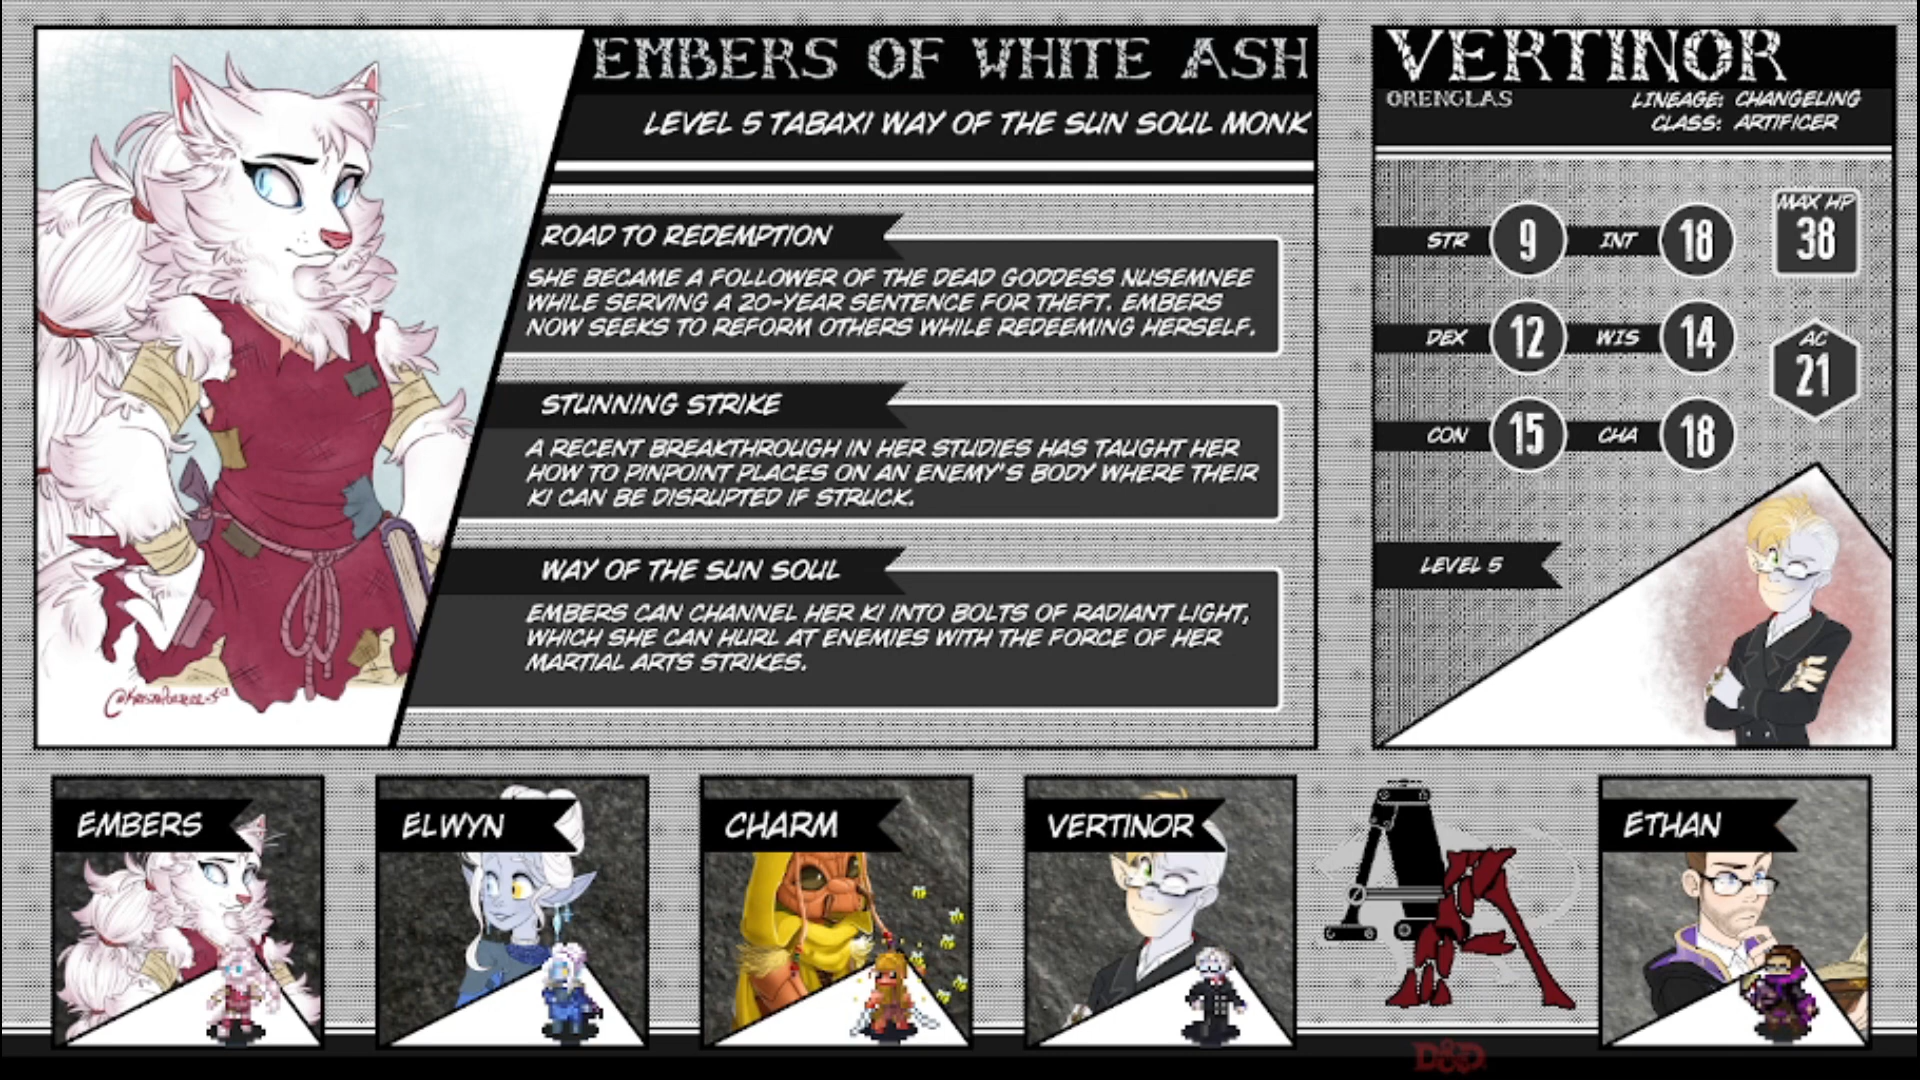 EMBERS OF WHITE ASH
LEVEL 5 TABAXI WAY OF THE SUN SOUL MONK
ROAD TO REDEMPTION
SHE BECAME A FOLLOWER OF THE DEAD GODDESS NUSEMNEE
WHILE SERVING A 20-YEAR SENTENCE FOR THEFT. EMBERS
NOW SEEKS TO REFORM OTHERS WHILE REDEEMING HERSELF.
STUNNING STRIKE
A RECENT BREAKTHROUGH IN HER STUDIES HAS TAUGHT HER
HOW TO PINPOINT PLACES ON AN ENEMY'S BODY WHERE THEIR
KI CAN BE DISRUPTED IF STRUCK.
WAY OF THE SUN SOUL
EMBERS CAN CHANNEL HER KI INTO BOLTS OF RADIANT LIGHT,
WHICH SHE CAN HURL AT ENEMIES WITH THE FORCE OF HER
MARTIAL ARTS STRIKES.
VERTINOR
ORENGLAS
LINEAGE: CHANGELING
CLASS: ARTIFICER
STR 9 INT 18
MAX HP
38
DEX 12 WIS 14
AC
21
CON 15 CHA 18
LEVEL 5
EMBERS
ELWYN
CHARM
VERTINOR
AR
ETHAN
D&D